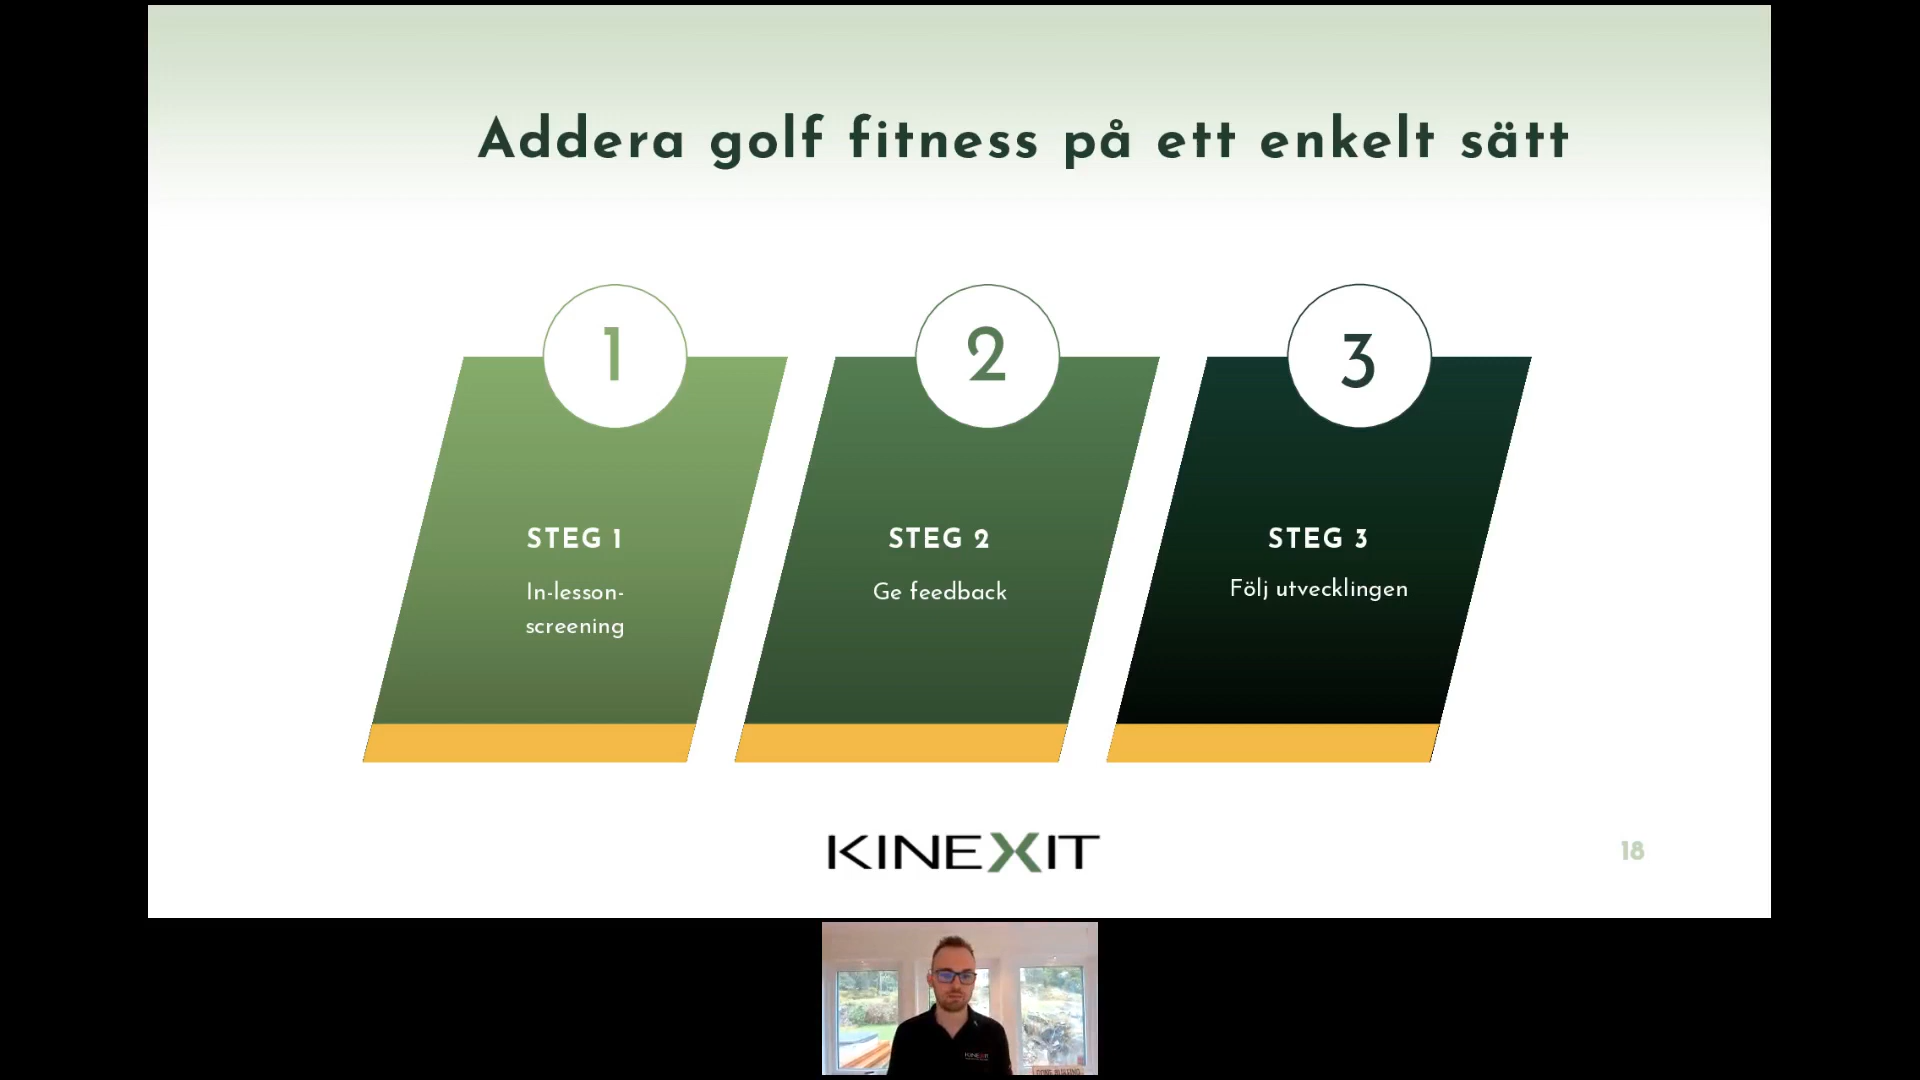 Addera golf fitness på ett enkelt sätt
1
2
3
STEG 1
In-lesson-
screening
STEG 2
Ge feedback
STEG 3
Följ utvecklingen
KINEXIT
18
KINEXIT